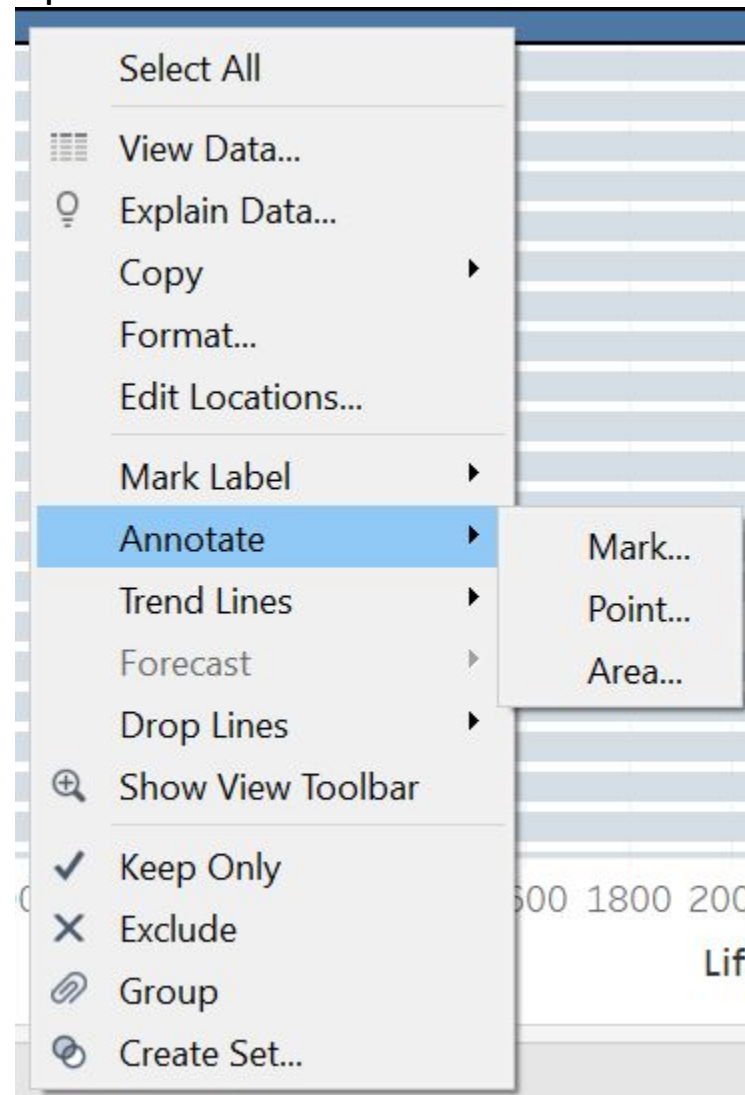 Select All
View Data...
Explain Data...
Copy
Format...
Edit Locations...
Mark Label
Annotate
Mark...
Trend Lines
Point...
Forecast
Area...
Drop Lines
Show View Toolbar
Keep Only
1800
Exclude
Group
Create Set...